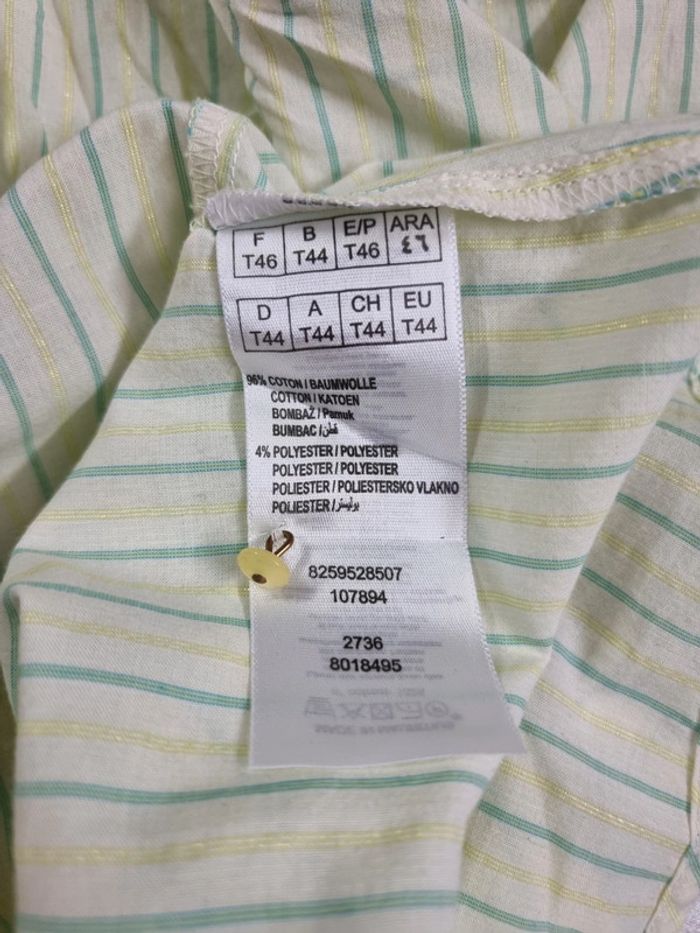 F B E/P ARA
T46 T44 T46 ٤٦
D A CH EU
T44 T44 T44 T44
96% COTON / BAUMWOLLE
COTTON / KATOEN
BOMBAŽ / Pamuk
BUMBAC / قطن
4% POLYESTER / POLYESTER
POLYESTER / POLYESTER
POLIESTER / POLIESTERSKO VLAKNO
POLIESTER / بوليستر
8259528507
107894
2736
8018495